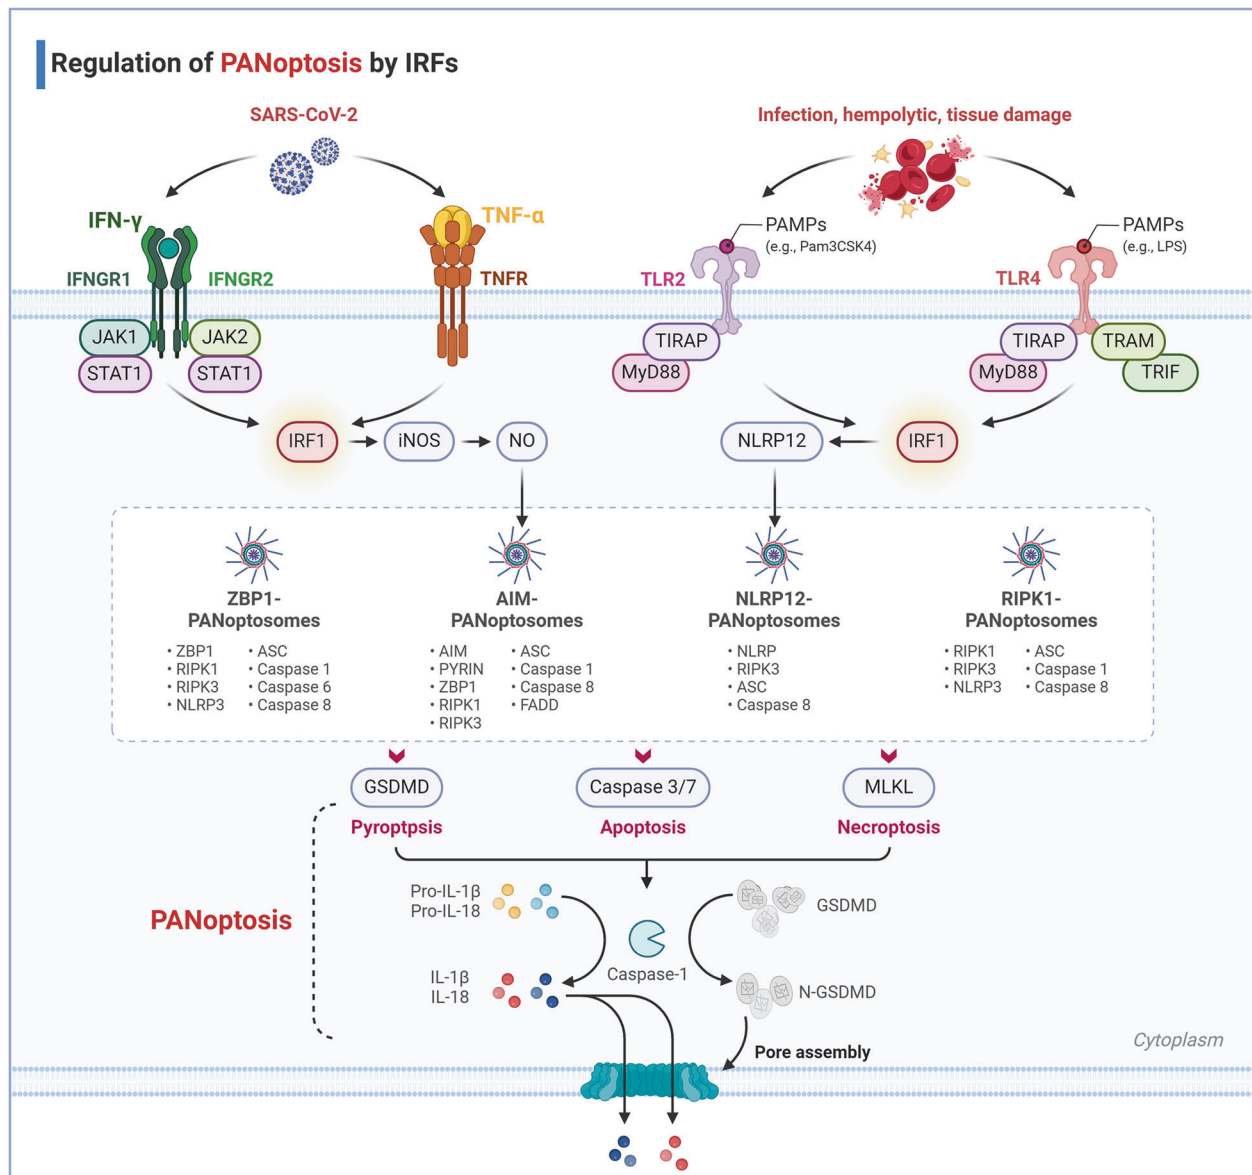 Regulation of PANoptosis by IRFs
SARS-CoV-2
Infection, hempolytic, tissue damage
IFN-γ
TNF-α
PAMPs
(e.g., Pam3CSK4)
PAMPs
(e.g., LPS)
IFNGR1
IFNGR2
TNFR
TLR2
TLR4
JAK1
JAK2
STAT1
STAT1
TIRAP
MyD88
TIRAP
TRAM
MyD88
TRIF
IRF1
iNOS
NO
NLRP12
IRF1
ZBP1-
PANoptosomes
• ZBP1
• RIPK1
• RIPK3
• NLRP3
• ASC
• Caspase 1
• Caspase 6
• Caspase 8
AIM-
PANoptosomes
• AIM
• PYRIN
• ZBP1
• RIPK1
• RIPK3
• ASC
• Caspase 1
• Caspase 8
• FADD
NLRP12-
PANoptosomes
• NLRP
• RIPK3
• ASC
• Caspase 8
RIPK1-
PANoptosomes
• RIPK1
• RIPK3
• NLRP3
• ASC
• Caspase 1
• Caspase 8
GSDMD
Caspase 3/7
MLKL
Pyroptpsis
Apoptosis
Necroptosis
PANoptosis
Pro-IL-1β
Pro-IL-18
GSDMD
Caspase-1
IL-1β
IL-18
N-GSDMD
Pore assembly
Cytoplasm